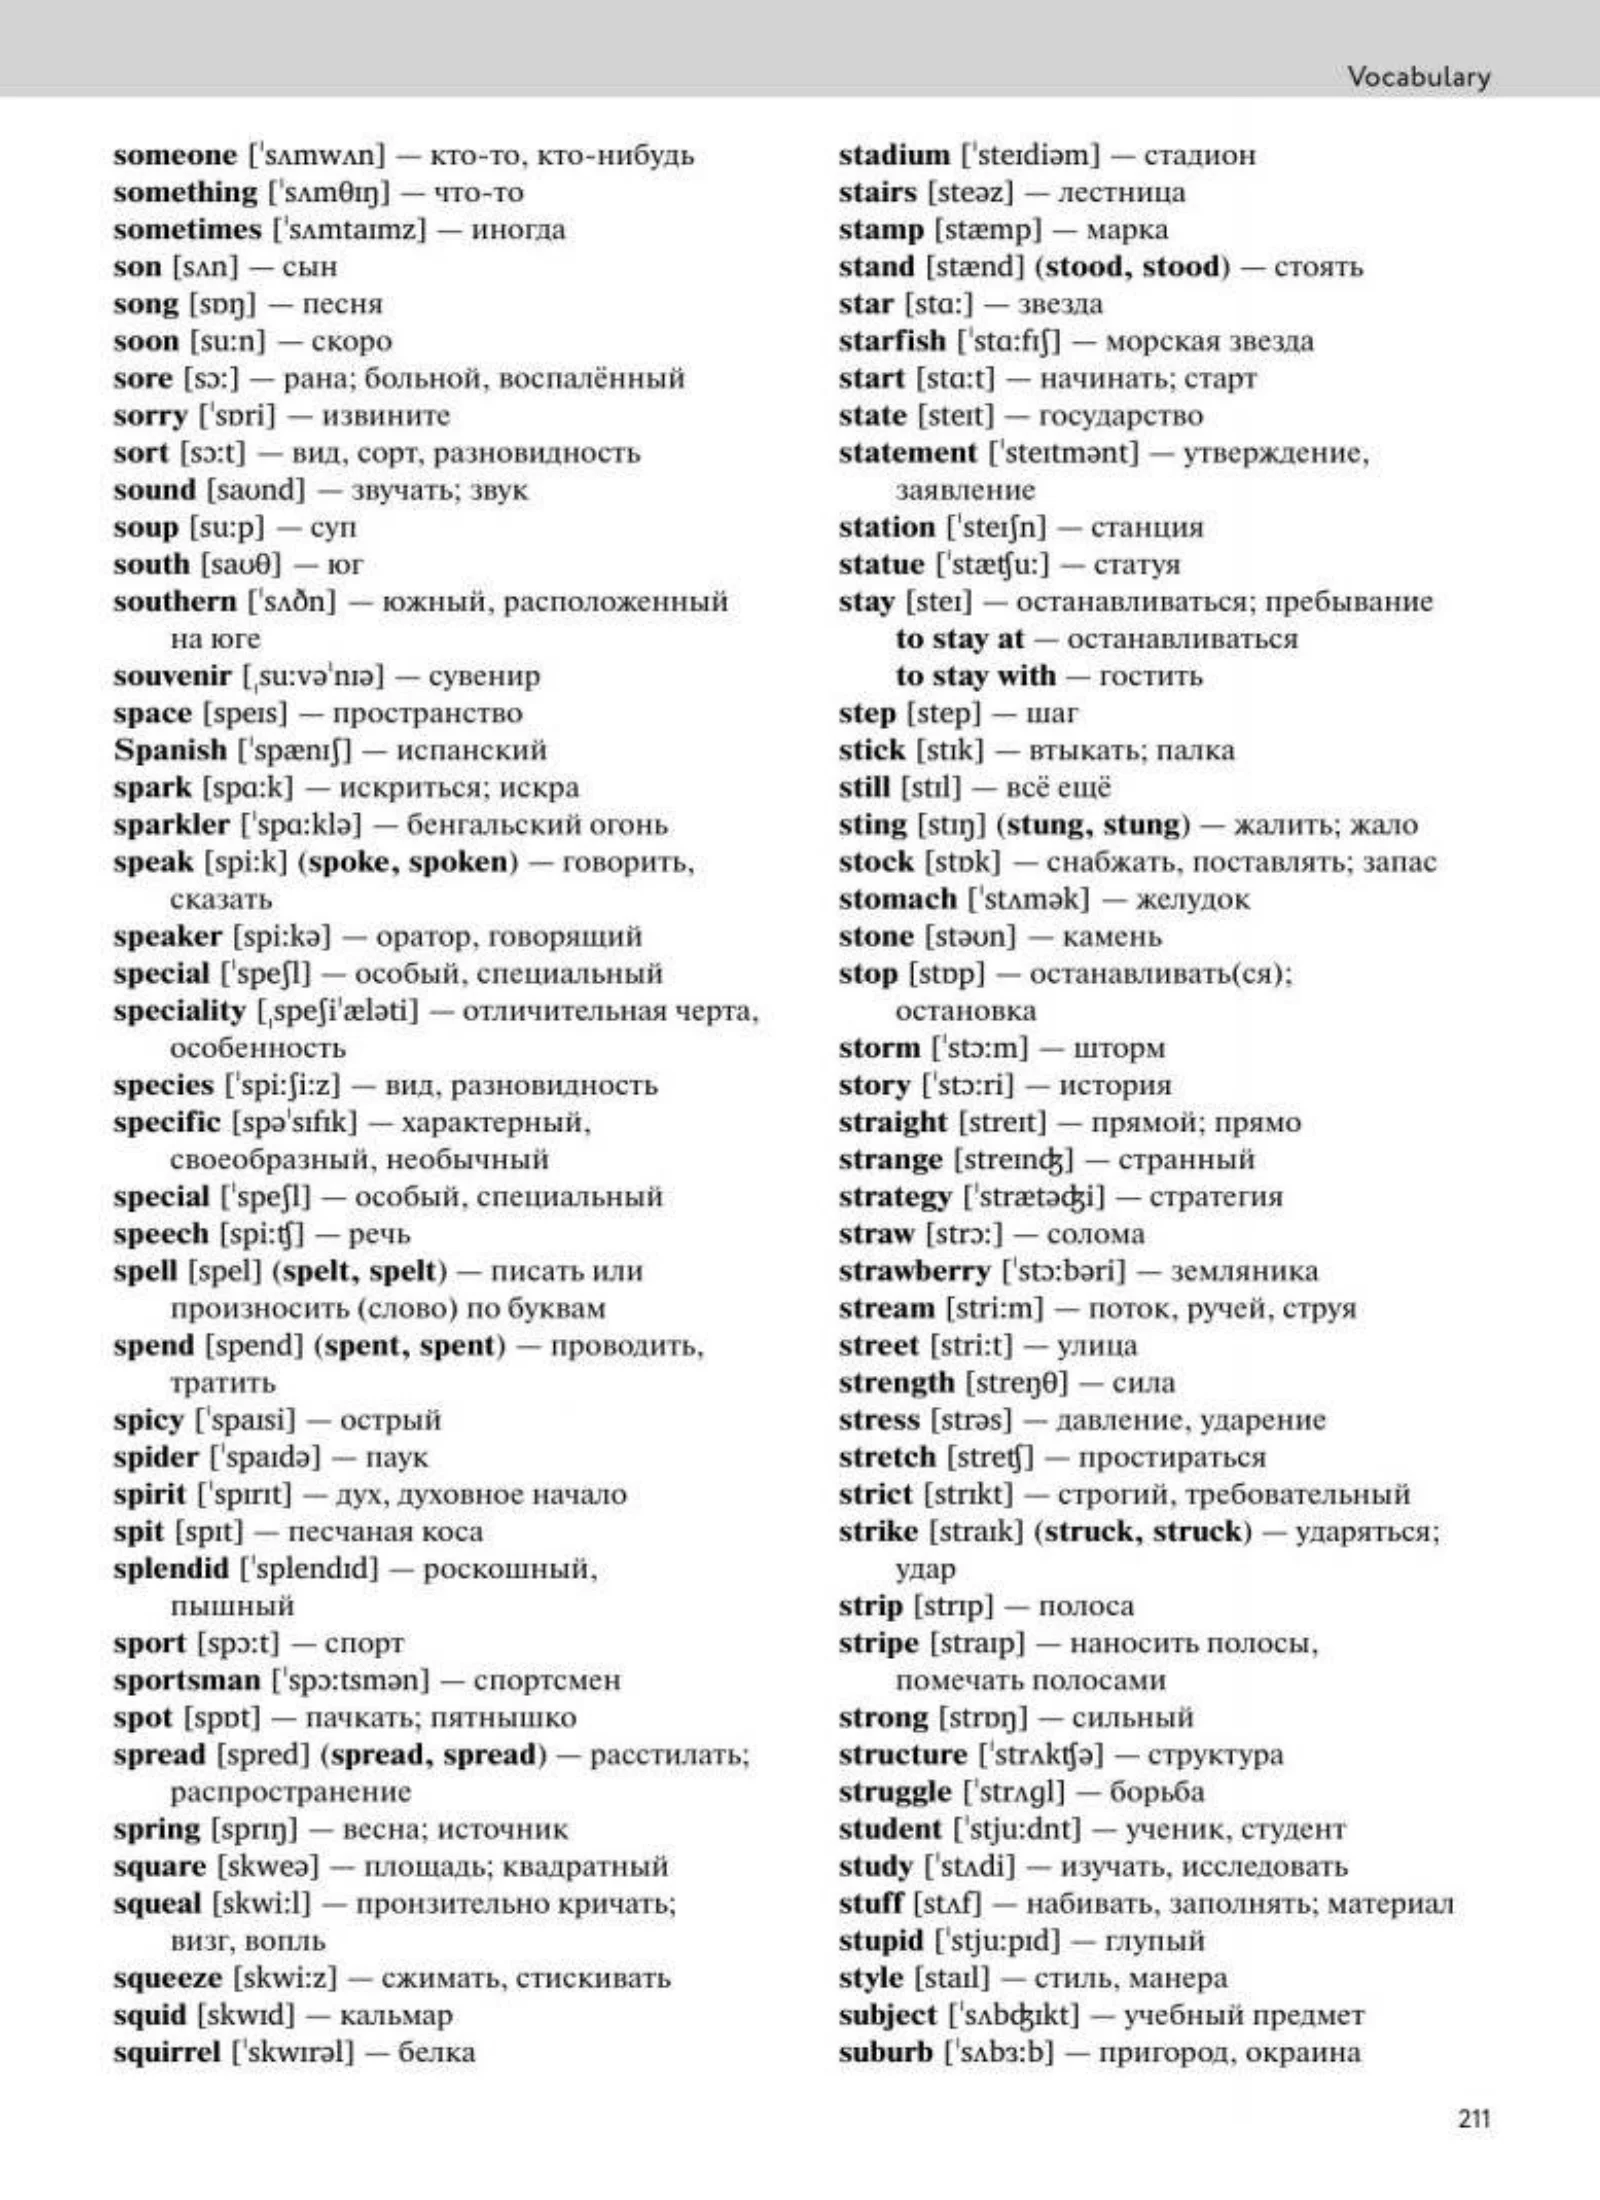 Vocabulary
someone [ˈsʌmwʌn] — кто-то, кто-нибудь
something [ˈsʌmθɪŋ] — что-то
sometimes [ˈsʌmtaɪmz] — иногда
son [sʌn] — сын
song [sɒŋ] — песня
soon [su:n] — скоро
sore [sɔ:] — рана; больной, воспалённый
sorry [ˈsɒri] — извините
sort [sɔ:t] — вид, сорт, разновидность
sound [saʊnd] — звучать; звук
soup [su:p] — суп
south [saʊθ] — юг
southern [ˈsʌðn] — южный, расположенный
на юге
souvenir [ˌsu:vəˈnɪə] — сувенир
space [speɪs] — пространство
Spanish [ˈspænɪʃ] — испанский
spark [spɑ:k] — искриться; искра
sparkler [ˈspɑ:klə] — бенгальский огонь
speak [spi:k] (spoke, spoken) — говорить,
сказать
speaker [spi:kə] — оратор, говорящий
special [ˈspeʃl] — особый, специальный
speciality [ˌspeʃiˈæləti] — отличительная черта,
особенность
species [ˈspi:ʃi:z] — вид, разновидность
specific [spəˈsɪfɪk] — характерный,
своеобразный, необычный
special [ˈspeʃl] — особый, специальный
speech [spi:ʧ] — речь
spell [spel] (spelt, spelt) — писать или
произносить (слово) по буквам
spend [spend] (spent, spent) — проводить,
тратить
spicy [ˈspaɪsi] — острый
spider [ˈspaɪdə] — паук
spirit [ˈspɪrɪt] — дух, духовное начало
spit [spɪt] — песчаная коса
splendid [ˈsplendɪd] — роскошный,
пышный
sport [spɔ:t] — спорт
sportsman [ˈspɔ:tsmən] — спортсмен
spot [spɒt] — пачкать; пятнышко
spread [spred] (spread, spread) — расстилать;
распространение
spring [sprɪŋ] — весна; источник
square [skweə] — площадь; квадратный
squeal [skwi:l] — пронзительно кричать;
визг, вопль
squeeze [skwi:z] — сжимать, стискивать
squid [skwɪd] — кальмар
squirrel [ˈskwɪrəl] — белка
stadium [ˈsteɪdiəm] — стадион
stairs [steəz] — лестница
stamp [stæmp] — марка
stand [stænd] (stood, stood) — стоять
star [stɑ:] — звезда
starfish [ˈstɑ:fɪʃ] — морская звезда
start [stɑ:t] — начинать; старт
state [steɪt] — государство
statement [ˈsteɪtmənt] — утверждение,
заявление
station [ˈsteɪʃn] — станция
statue [ˈstæʧu:] — статуя
stay [steɪ] — останавливаться; пребывание
to stay at — останавливаться
to stay with — гостить
step [step] — шаг
stick [stɪk] — втыкать; палка
still [stɪl] — всё ещё
sting [stɪŋ] (stung, stung) — жалить; жало
stock [stɒk] — снабжать, поставлять; запас
stomach [ˈstʌmək] — желудок
stone [stəʊn] — камень
stop [stɒp] — останавливать(ся);
остановка
storm [ˈstɔ:m] — шторм
story [ˈstɔ:ri] — история
straight [streɪt] — прямой; прямо
strange [streɪnʤ] — странный
strategy [ˈstrætəʤi] — стратегия
straw [strɔ:] — солома
strawberry [ˈstɔ:bəri] — земляника
stream [stri:m] — поток, ручей, струя
street [stri:t] — улица
strength [streŋθ] — сила
stress [strəs] — давление, ударение
stretch [streʧ] — простираться
strict [strɪkt] — строгий, требовательный
strike [straɪk] (struck, struck) — ударяться;
удар
strip [strɪp] — полоса
stripe [straɪp] — наносить полосы,
помечать полосами
strong [strɒŋ] — сильный
structure [ˈstrʌkʧə] — структура
struggle [ˈstrʌgl] — борьба
student [ˈstju:dnt] — ученик, студент
study [ˈstʌdi] — изучать, исследовать
stuff [stʌf] — набивать, заполнять; материал
stupid [ˈstju:pɪd] — глупый
style [staɪl] — стиль, манера
subject [ˈsʌbʤɪkt] — учебный предмет
suburb [ˈsʌbɜ:b] — пригород, окраина
211